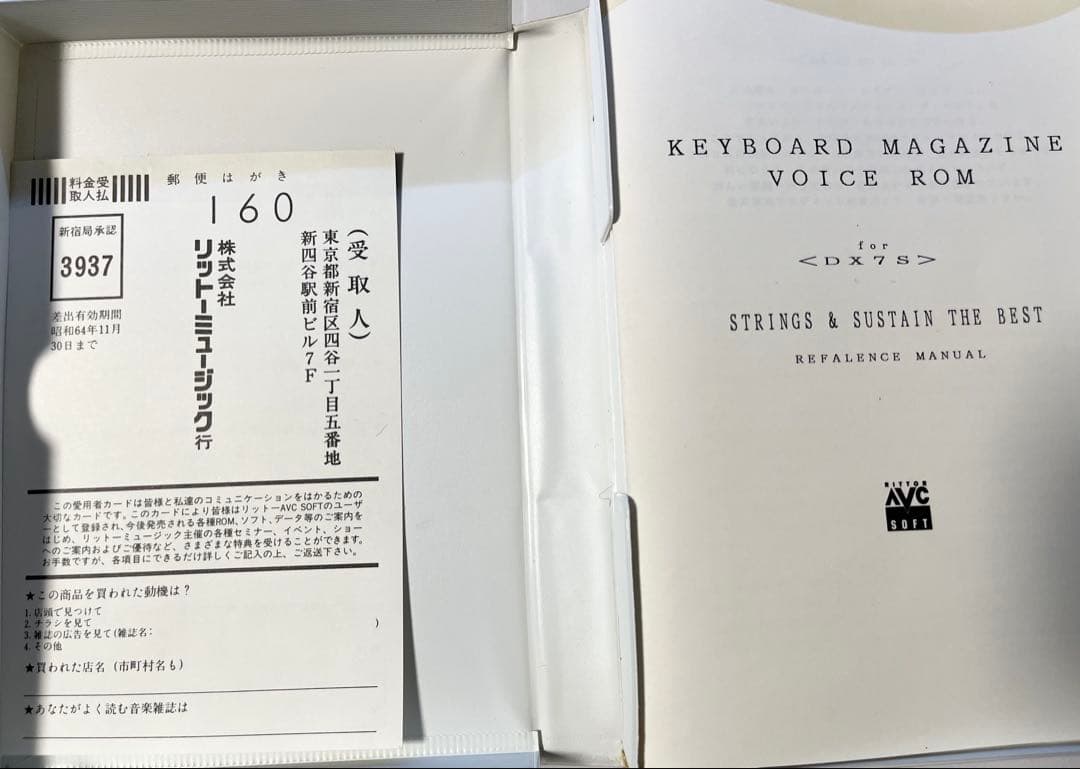 料金受
取人払
郵便はがき
160
新宿局承認
3937
差出有効期間
昭和64年11月
30日まで
(受取人)
東京都新宿区四谷一丁目五番地
新四谷駅前ビル7F
株式会社
リットーミュージック行
この愛用者カードは皆様と私達のコミュニケーションをはかるための
大切なカードです。このカードにより皆様はリットーAVC SOFTのユーザ
ーとして登録され、今後発売される各種ROM、ソフト、データ等のご案内を
はじめ、リットーミュージック主催の各種セミナー、イベント、ショー
へのご案内およびご優待など、さまざまな特典を受けることができます。
お手数ですが、各項目にできるだけ詳しくご記入の上、ご返送下さい。
★この商品を買われた動機は?
1. 店頭で見つけて
2. チラシを見て
3. 雑誌の広告を見て(雑誌名: )
4. その他
★買われた店名(市町村名も)
★あなたがよく読む音楽雑誌は
KEYBOARD MAGAZINE
VOICE ROM
for
<DX7S>
STRINGS & SUSTAIN THE BEST
REFALENCE MANUAL
RITTOR
AVC
SOFT